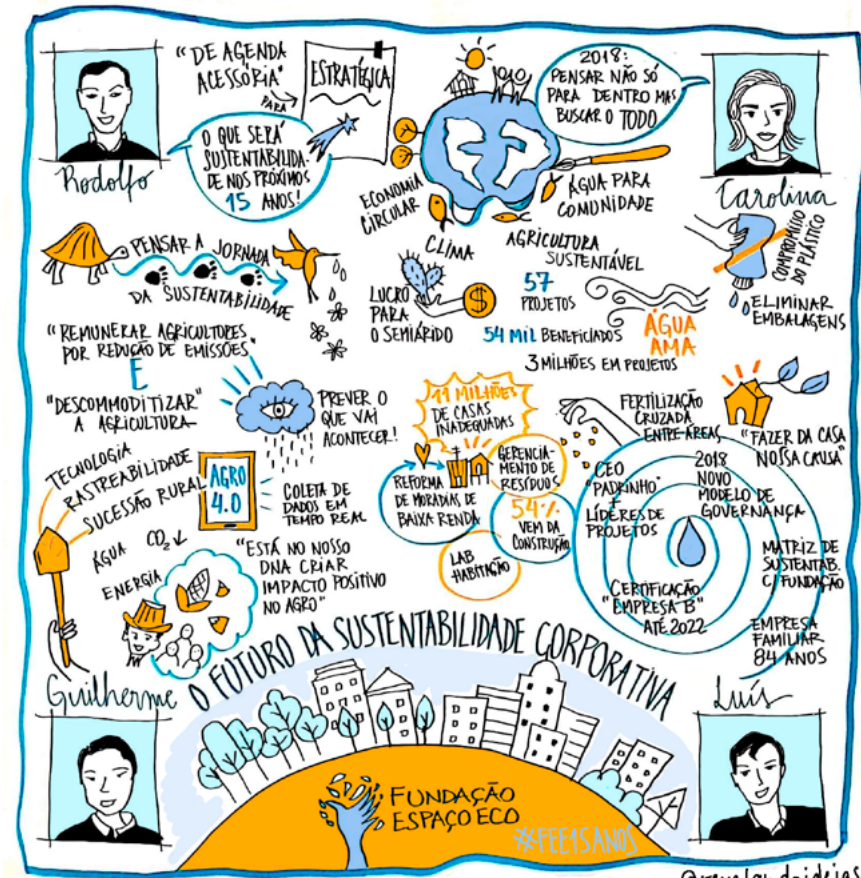 "DE AGENDA
ACESSÓRIA"
PARA
ESTRATÉGICA
Rodolfo
O QUE SERÁ
SUSTENTABILIDA-
DE NOS PRÓXIMOS
15 ANOS!
2018:
PENSAR NÃO SÓ
PARA DENTRO MAS
BUSCAR O TODO
Carolina
ECONOMIA
CIRCULAR
CLIMA
ÁGUA PARA
COMUNIDADE
AGRICULTURA
SUSTENTÁVEL
COMPROMISSO
DO PLÁSTICO
ELIMINAR
EMBALAGENS
PENSAR A JORNADA
DA SUSTENTABILIDADE
LUCRO
PARA
O SEMIÁRIDO
57
PROJETOS
54 MIL BENEFICIADOS
3 MILHÕES EM PROJETOS
ÁGUA
AMA
"REMUNERAR AGRICULTORES
POR REDUÇÃO DE EMISSÕES"
E
"DESCOMMODITIZAR"
A AGRICULTURA
PREVER O
QUE VAI
ACONTECER!
11 MILHÕES
DE CASAS
INADEQUADAS
REFORMA
DE MORADIAS DE
BAIXA RENDA
GERENCIA-
MENTO DE
RESÍDUOS
54%
VEM DA
CONSTRUÇÃO
LAB
HABITAÇÃO
FERTILIZAÇÃO
CRUZADA
ENTRE ÁREAS
"FAZER DA CASA
NOSSA CAUSA"
CEO
"PADRINHO"
+
LÍDERES DE
PROJETOS
2018
NOVO
MODELO DE
GOVERNANÇA
MATRIZ DE
SUSTENTAB.
C/ FUNDAÇÃO
CERTIFICAÇÃO
"EMPRESA B"
ATÉ 2022
EMPRESA
FAMILIAR
84 ANOS
TECNOLOGIA
RASTREABILIDADE
SUCESSÃO RURAL
ÁGUA
CO2
ENERGIA
AGRO
4.0
COLETA DE
DADOS EM
TEMPO REAL
"ESTÁ NO NOSSO
DNA CRIAR
IMPACTO POSITIVO
NO AGRO"
Guilherme
Luís
O FUTURO DA SUSTENTABILIDADE CORPORATIVA
FUNDAÇÃO
ESPAÇO ECO
#FEE15ANOS